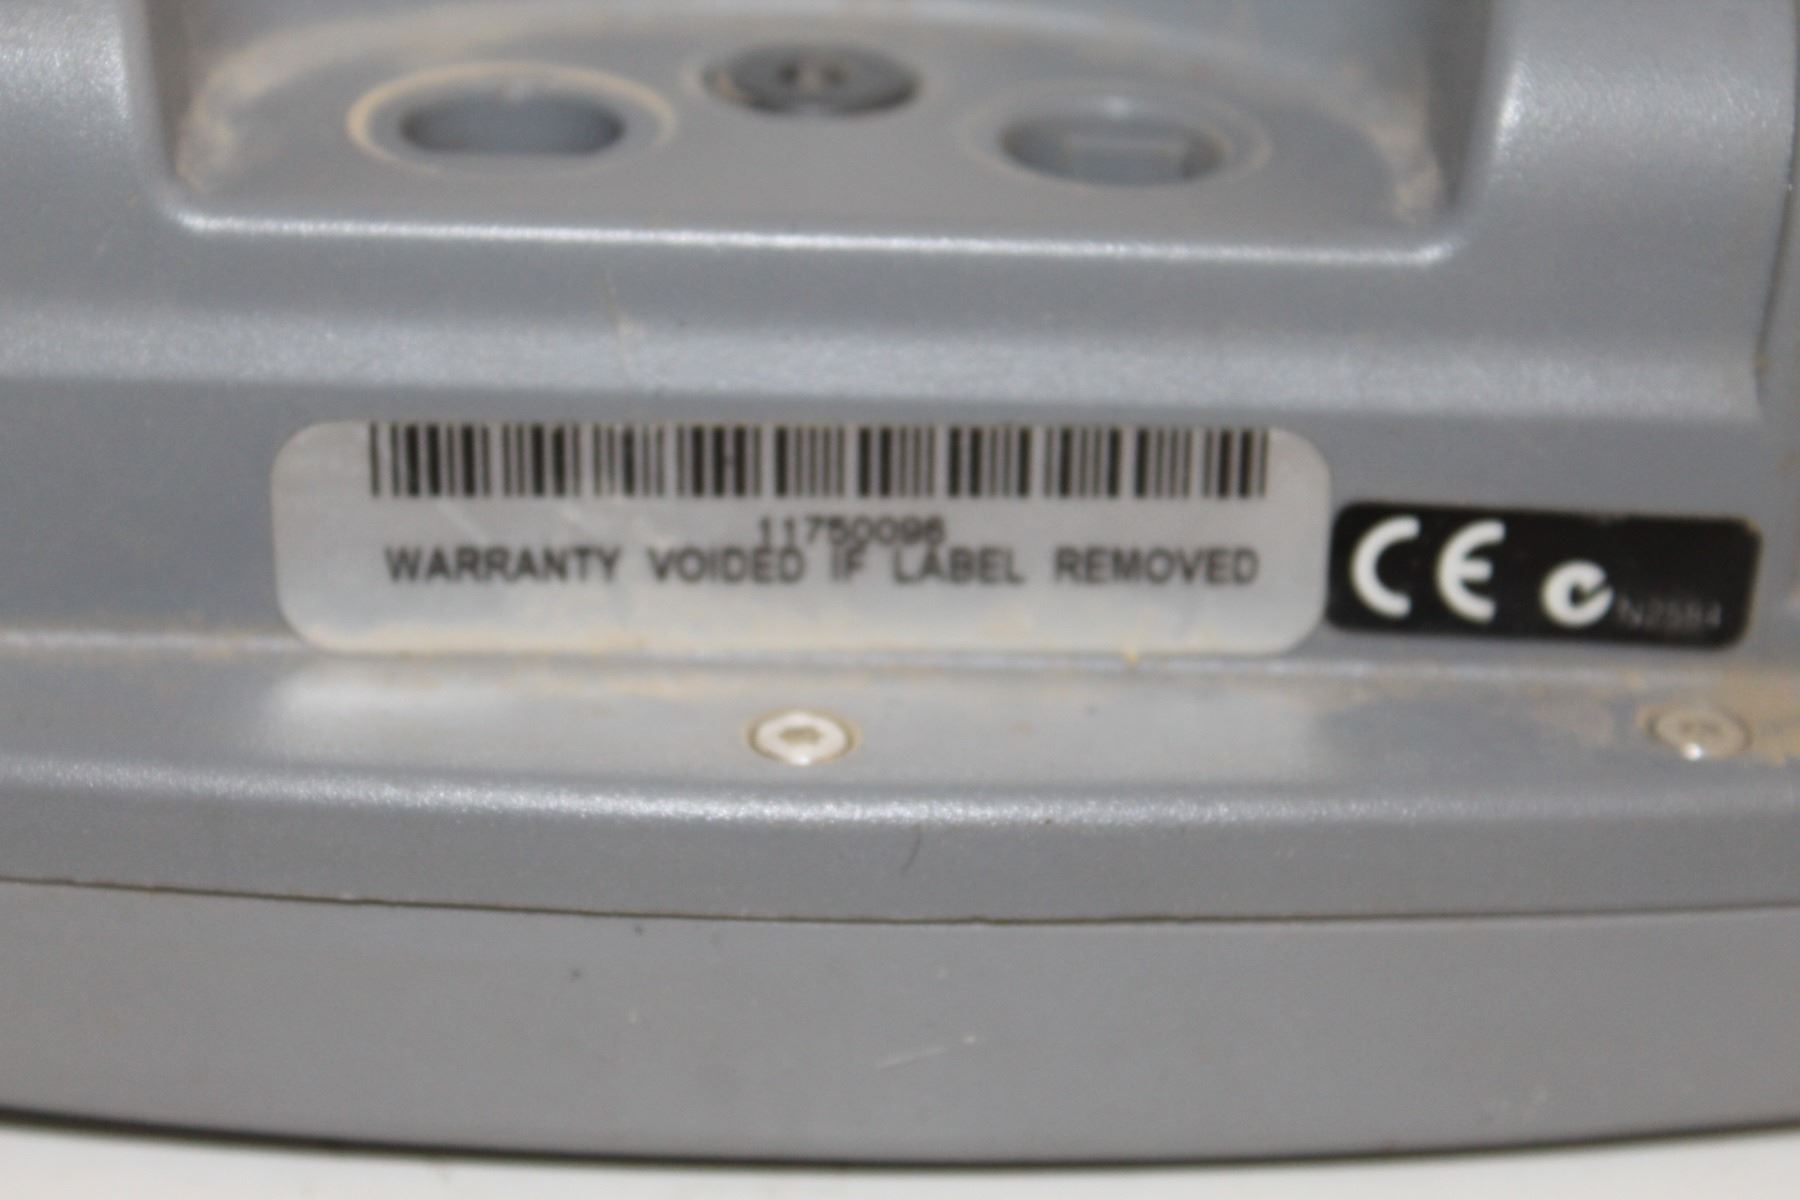 11750096
WARRANTY VOIDED IF LABEL REMOVED
CE N2584